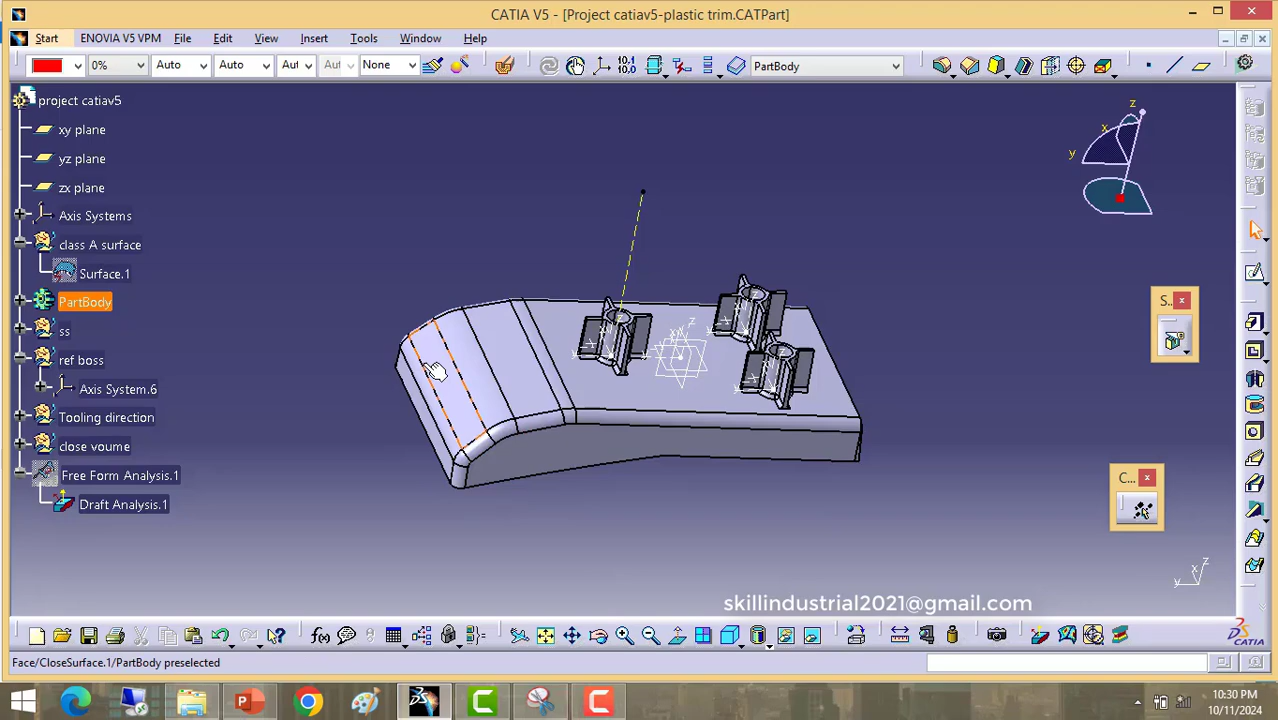 CATIA V5 - [Project catiav5-plastic trim.CATPart]
Start ENOVIA V5 VPM File Edit View Insert Tools Window Help
0% Auto Auto Aut Aut None PartBody
project catiav5
xy plane
yz plane
zx plane
Axis Systems
class A surface
Surface.1
PartBody
ss
ref boss
Axis System.6
Tooling direction
close voume
Free Form Analysis.1
Draft Analysis.1
z
x
y
S...
C...
skillindustrial2021@gmail.com
Face/CloseSurface.1/PartBody preselected
CATIA
10:30 PM
10/11/2024